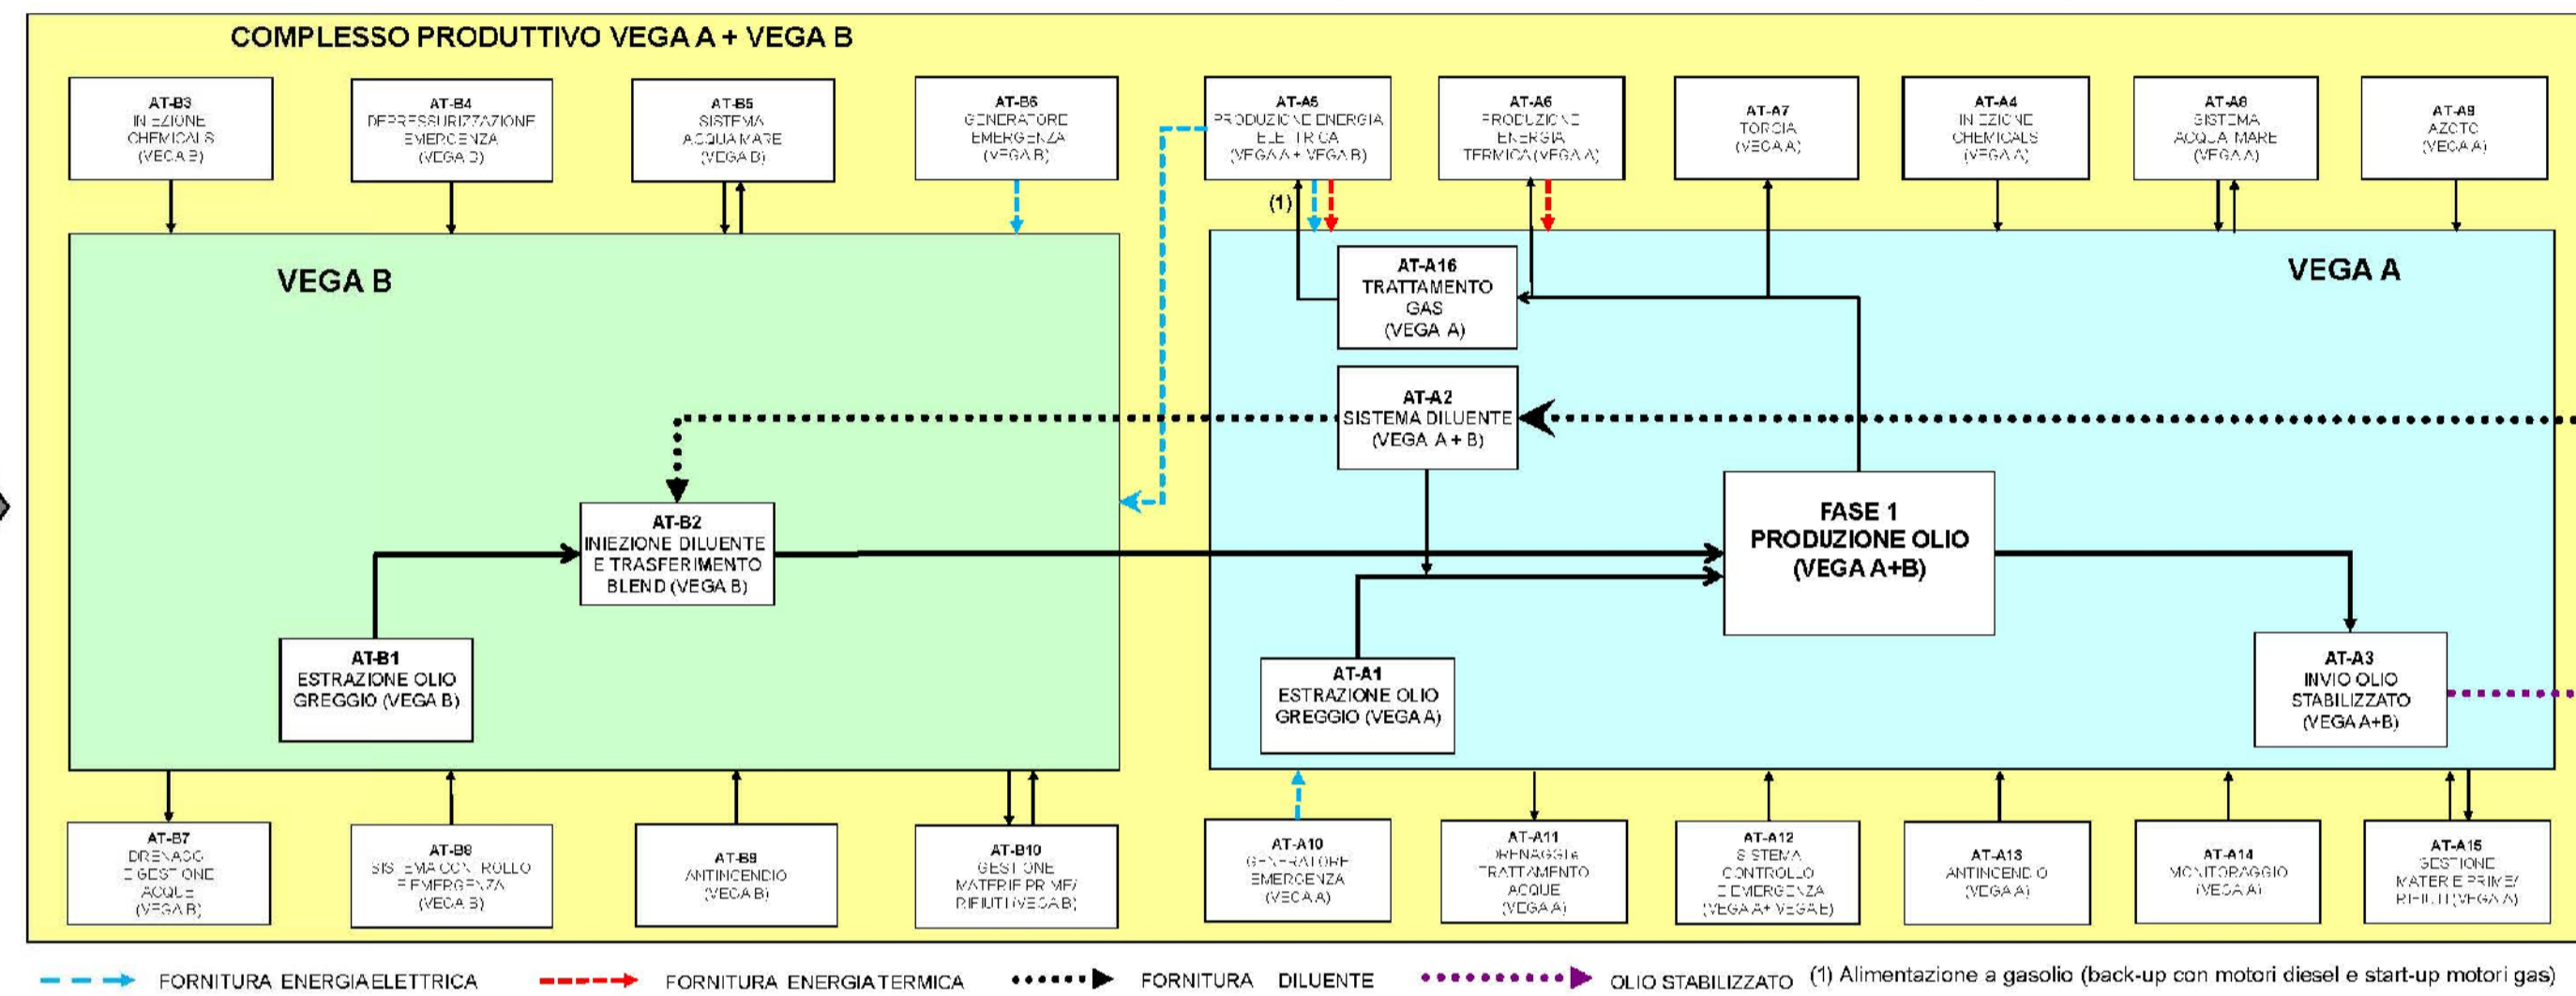 COMPLESSO PRODUTTIVO VEGA A + VEGA B
AT-B3
INIEZIONE
CHEMICALS
(VEGA B)
AT-B4
DEPRESSURIZZAZIONE
EMERGENZA
(VEGA B)
AT-B5
SISTEMA
ACQUA MARE
(VEGA B)
AT-B6
GENERATORE
EMERGENZA
(VEGA B)
AT-A5
PRODUZIONE ENERGIA
ELETTRICA
(VEGA A + VEGA B)
AT-A6
PRODUZIONE
ENERGIA
TERMICA (VEGA A)
AT-A7
TORCIA
(VEGA A)
AT-A4
INIEZIONE
CHEMICALS
(VEGA A)
AT-A8
SISTEMA
ACQUA MARE
(VEGA A)
AT-A9
AZOTO
(VEGA A)
(1)
VEGA B
VEGA A
AT-A16
TRATTAMENTO
GAS
(VEGA A)
AT-A2
SISTEMA DILUENTE
(VEGA A + B)
AT-B2
INIEZIONE DILUENTE
E TRASFERIMENTO
BLEND (VEGA B)
FASE 1
PRODUZIONE OLIO
(VEGA A+B)
AT-B1
ESTRAZIONE OLIO
GREGGIO (VEGA B)
AT-A1
ESTRAZIONE OLIO
GREGGIO (VEGA A)
AT-A3
INVIO OLIO
STABILIZZATO
(VEGA A+B)
AT-B7
DRENAGGI
E GESTIONE
ACQUE
(VEGA B)
AT-B8
SISTEMA CONTROLLO
E EMERGENZA
(VEGA B)
AT-B9
ANTINCENDIO
(VEGA B)
AT-B10
GESTIONE
MATERIE PRIME/
RIFIUTI (VEGA B)
AT-A10
GENERATORE
EMERGENZA
(VEGA A)
AT-A11
DRENAGGI e
TRATTAMENTO
ACQUE
(VEGA A)
AT-A12
SISTEMA
CONTROLLO
E EMERGENZA
(VEGA A + VEGA B)
AT-A13
ANTINCENDIO
(VEGA A)
AT-A14
MONITORAGGIO
(VEGA A)
AT-A15
GESTIONE
MATERIE PRIME/
RIFIUTI (VEGA A)
FORNITURA ENERGIA ELETTRICA
FORNITURA ENERGIA TERMICA
FORNITURA DILUENTE
OLIO STABILIZZATO
(1) Alimentazione a gasolio (back-up con motori diesel e start-up motori gas)